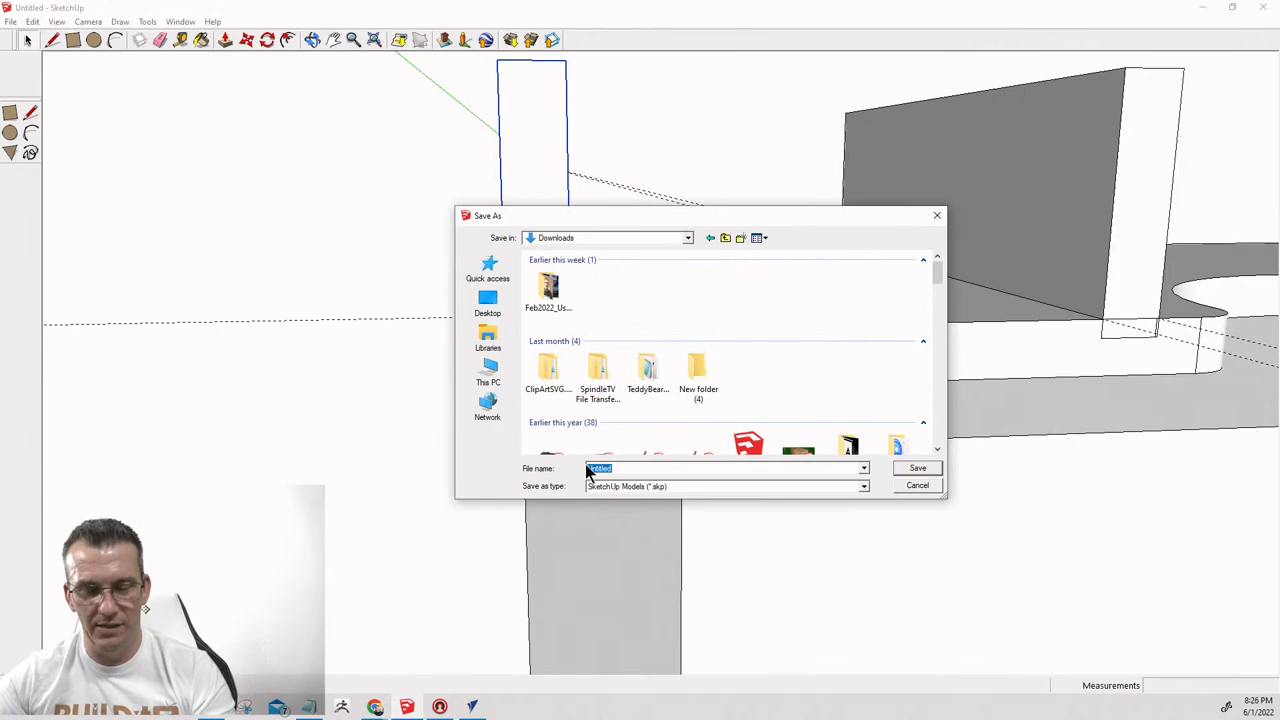 Untitled - SketchUp
File Edit View Camera Draw Tools Window Help
Save As
Save in: Downloads
Quick access
Desktop
Libraries
This PC
Network
Earlier this week (1)
Feb2022_Us...
Last month (4)
ClipArtSVG....
SpindleTV File Transfe...
TeddyBear...
New folder (4)
Earlier this year (38)
File name: Untitled
Save
Save as type: SketchUp Models (*.skp)
Cancel
Measurements
8:26 PM
6/1/2022